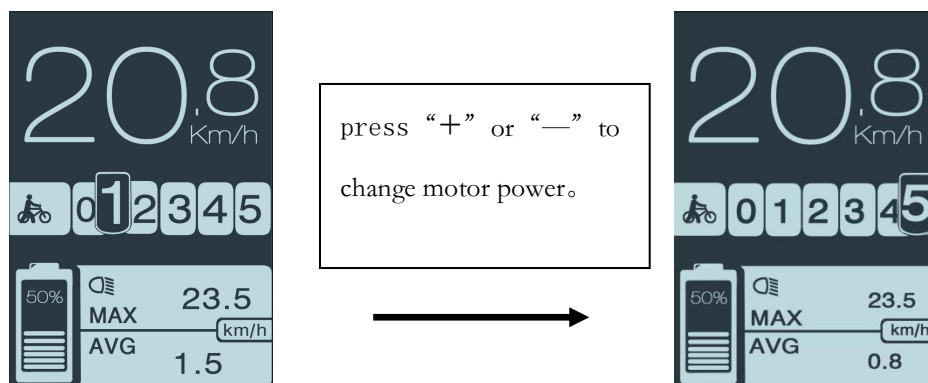 20.8
Km/h
0 1 2 3 4 5
50%
MAX 23.5
km/h
AVG 1.5
press “＋” or “—” to
change motor power。
20.8
Km/h
0 1 2 3 4 5
50%
MAX 23.5
km/h
AVG 0.8